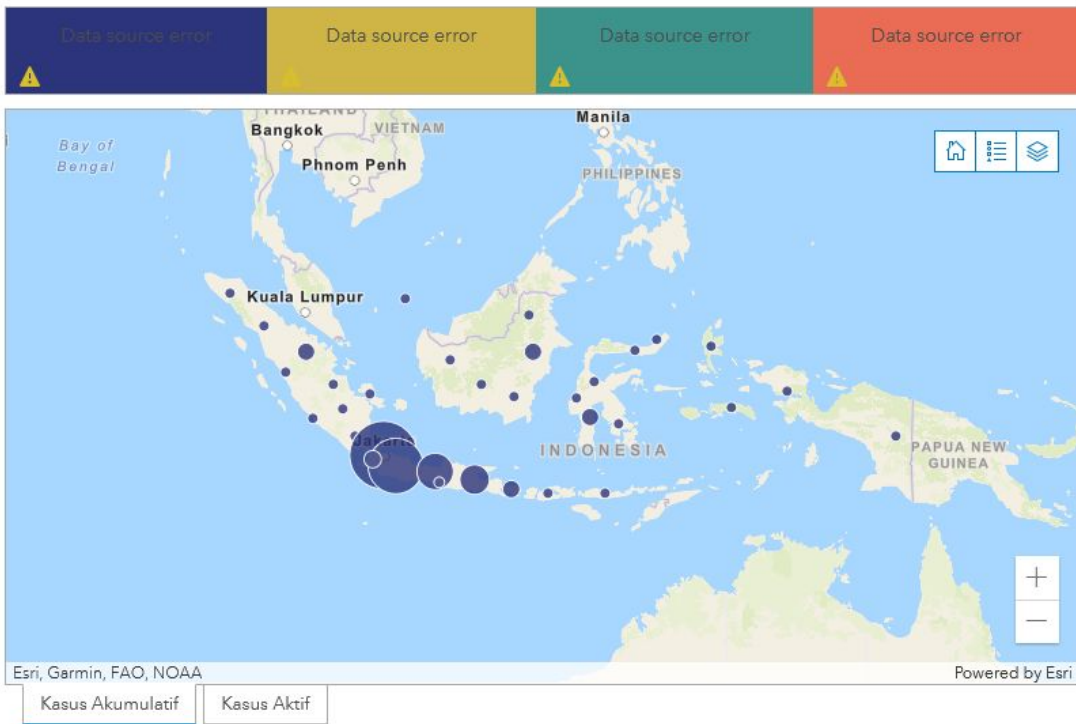 Data source error
Data source error
Data source error
Data source error
THAILAND
Bangkok
VIETNAM
Manila
Bay of
Bengal
Phnom Penh
PHILIPPINES
Kuala Lumpur
Jakarta
INDONESIA
PAPUA NEW
GUINEA
Esri, Garmin, FAO, NOAA
Powered by Esri
Kasus Akumulatif
Kasus Aktif